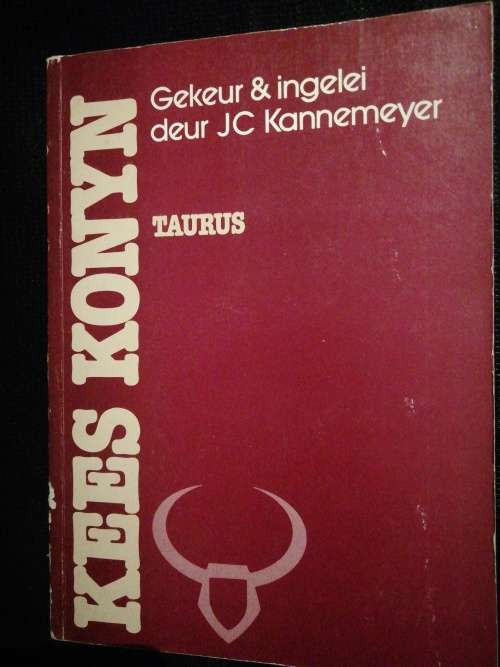 KEES KONYN
Gekeur & ingelei
deur JC Kannemeyer
TAURUS